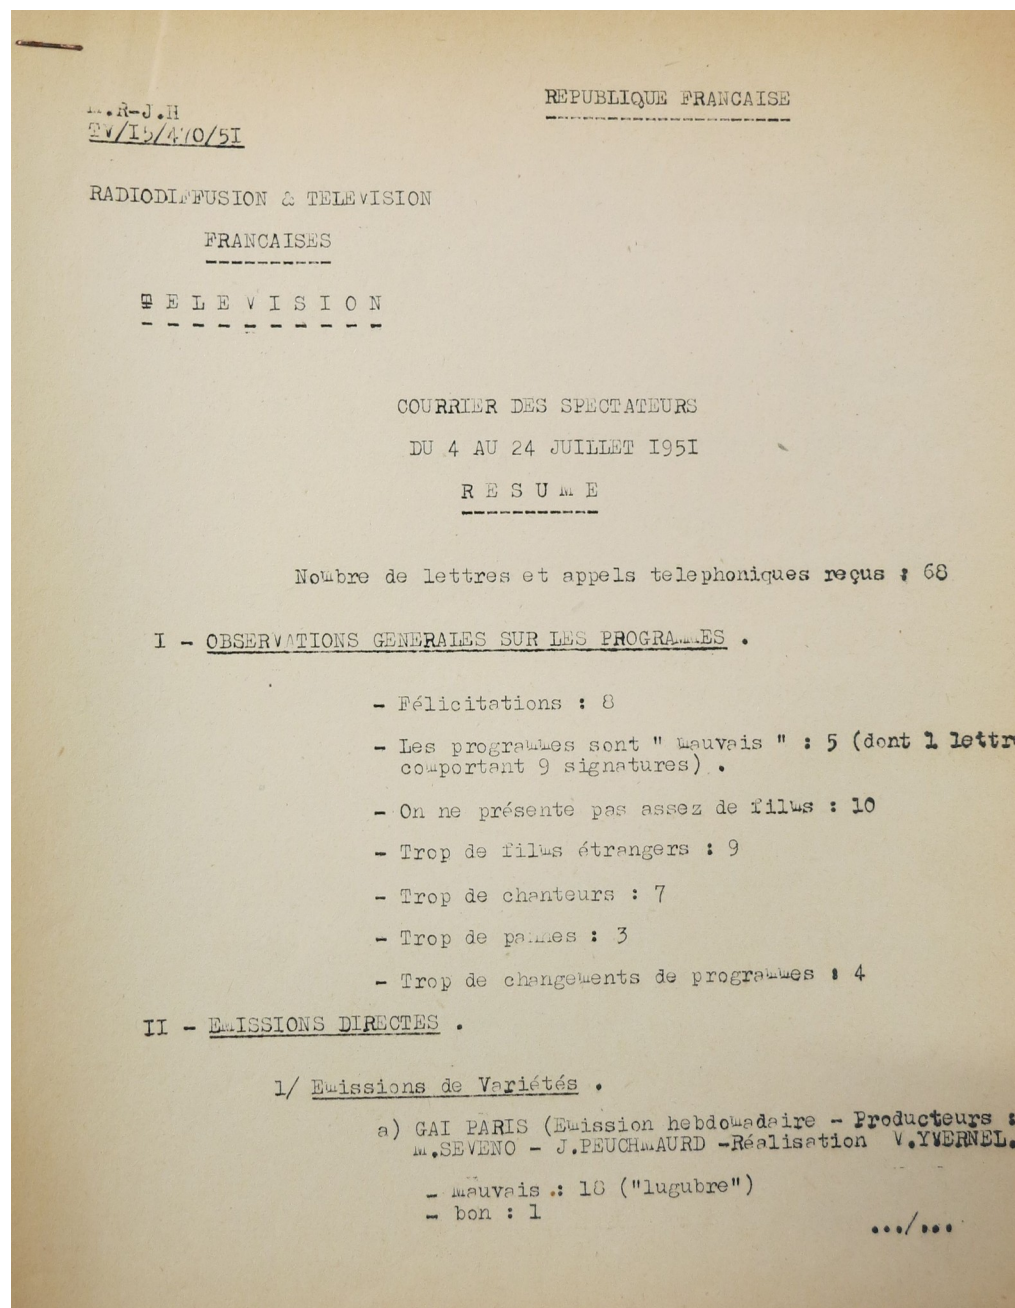 REPUBLIQUE FRANCAISE
.R-J.H
TV/I5/470/5I
RADIODIFFUSION & TELEVISION
FRANCAISES
TELEVISION
COURRIER DES SPECTATEURS
DU 4 AU 24 JUILLET I95I
RESUME
Nombre de lettres et appels telephoniques reçus : 68
I - OBSERVATIONS GENERALES SUR LES PROGRAMMES .
- Félicitations : 8
- Les programmes sont " mauvais " : 5 (dont 1 lettr
comportant 9 signatures) .
- On ne présente pas assez de films : 10
- Trop de films étrangers : 9
- Trop de chanteurs : 7
- Trop de pannes : 3
- Trop de changements de programmes : 4
II - EMISSIONS DIRECTES .
1/ Emissions de Variétés .
a) GAI PARIS (Emission hebdomadaire - Producteurs :
M.SEVENO - J.PEUCHMAURD -Réalisation V.YVERNEL.
- Mauvais .: 18 ("lugubre")
- bon : 1
.../...